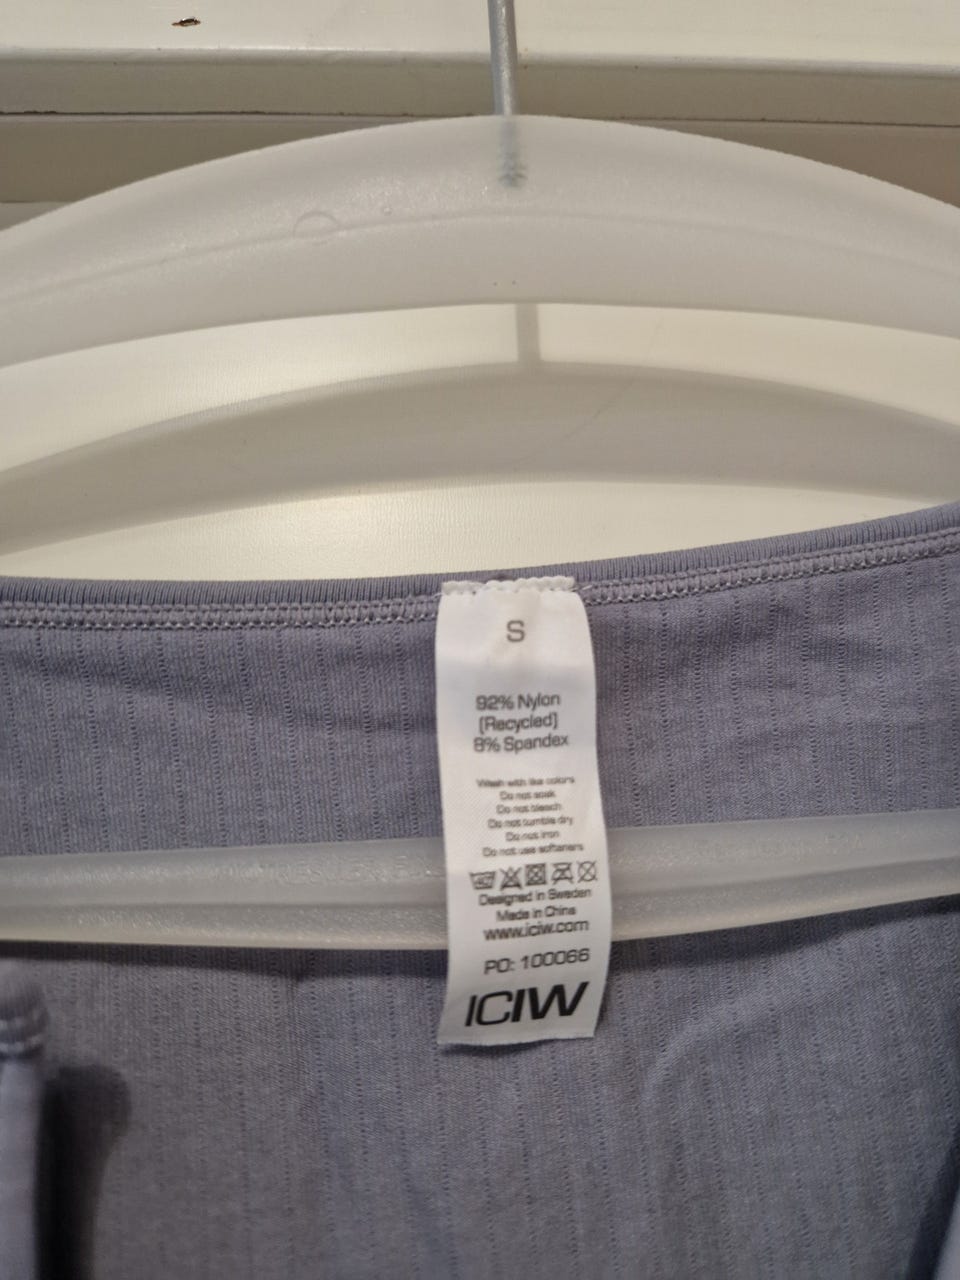 S
92% Nylon
(Recycled)
8% Spandex
Wash with like colors
Do not soak
Do not bleach
Do not tumble dry
Do not iron
Do not use softeners
Designed in Sweden
Made in China
www.iciw.com
PO: 100066
ICIW